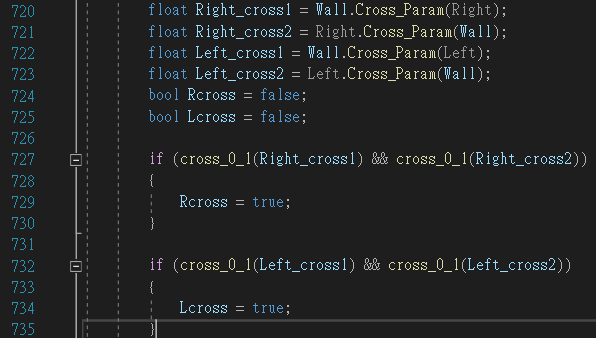 720 float Right_cross1 = Wall.Cross_Param(Right);
721 float Right_cross2 = Right.Cross_Param(Wall);
722 float Left_cross1 = Wall.Cross_Param(Left);
723 float Left_cross2 = Left.Cross_Param(Wall);
724 bool Rcross = false;
725 bool Lcross = false;
726
727 if (cross_0_1(Right_cross1) && cross_0_1(Right_cross2))
728 {
729 Rcross = true;
730 }
731
732 if (cross_0_1(Left_cross1) && cross_0_1(Left_cross2))
733 {
734 Lcross = true;
735 }